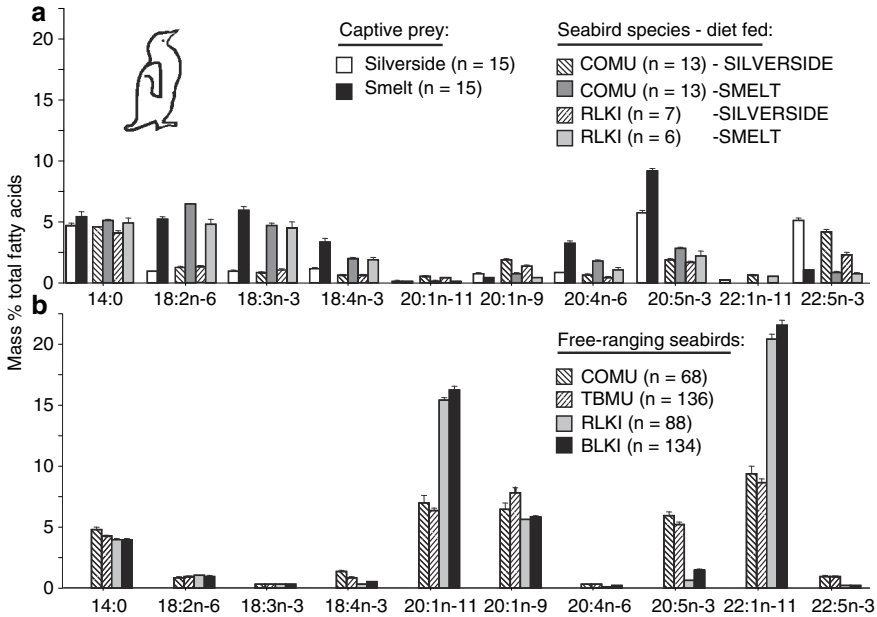 a
Mass % total fatty acids
20
15
10
5
0
Captive prey:
Silverside (n = 15)
Smelt (n = 15)
Seabird species - diet fed:
COMU (n = 13) - SILVERSIDE
COMU (n = 13) -SMELT
RLKI (n = 7) -SILVERSIDE
RLKI (n = 6) -SMELT
14:0 18:2n-6 18:3n-3 18:4n-3 20:1n-11 20:1n-9 20:4n-6 20:5n-3 22:1n-11 22:5n-3
b
20
15
10
5
0
Free-ranging seabirds:
COMU (n = 68)
TBMU (n = 136)
RLKI (n = 88)
BLKI (n = 134)
14:0 18:2n-6 18:3n-3 18:4n-3 20:1n-11 20:1n-9 20:4n-6 20:5n-3 22:1n-11 22:5n-3